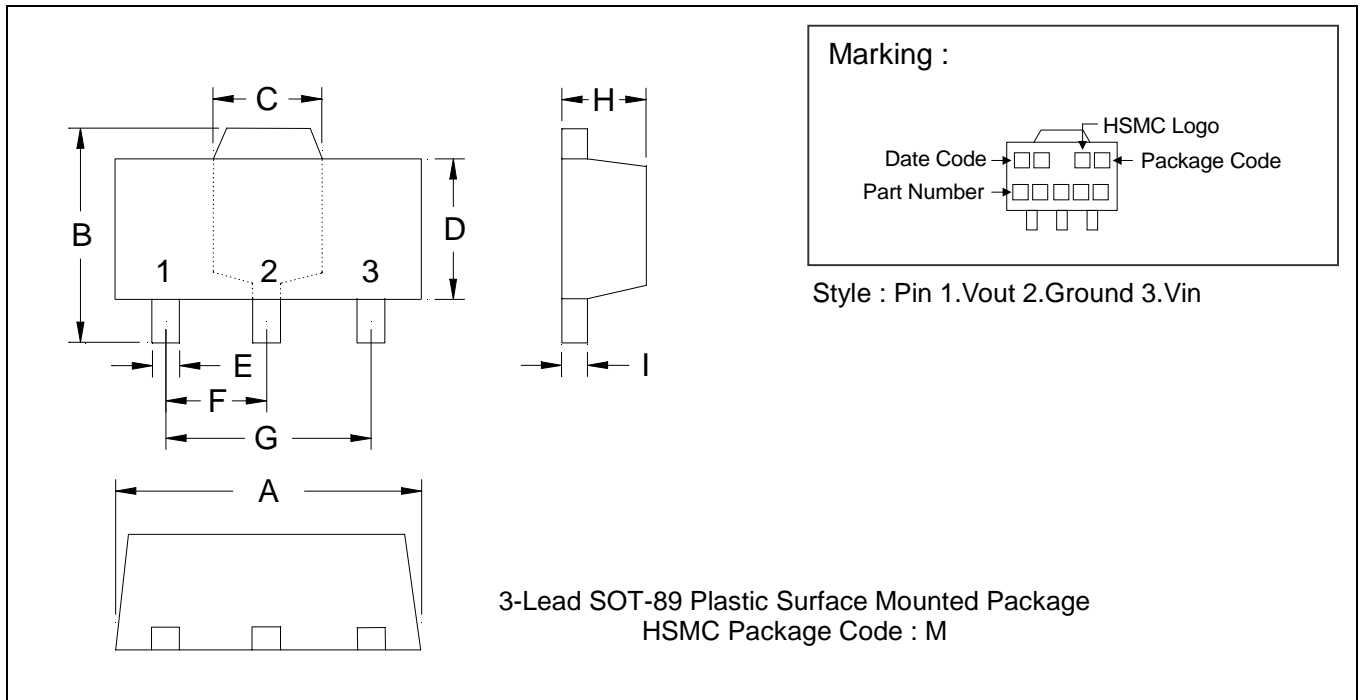 Marking :
HSMC Logo
Date Code
Package Code
Part Number
Style : Pin 1.Vout 2.Ground 3.Vin
C
H
B
D
1 2 3
E
I
F
G
A
3-Lead SOT-89 Plastic Surface Mounted Package
HSMC Package Code : M